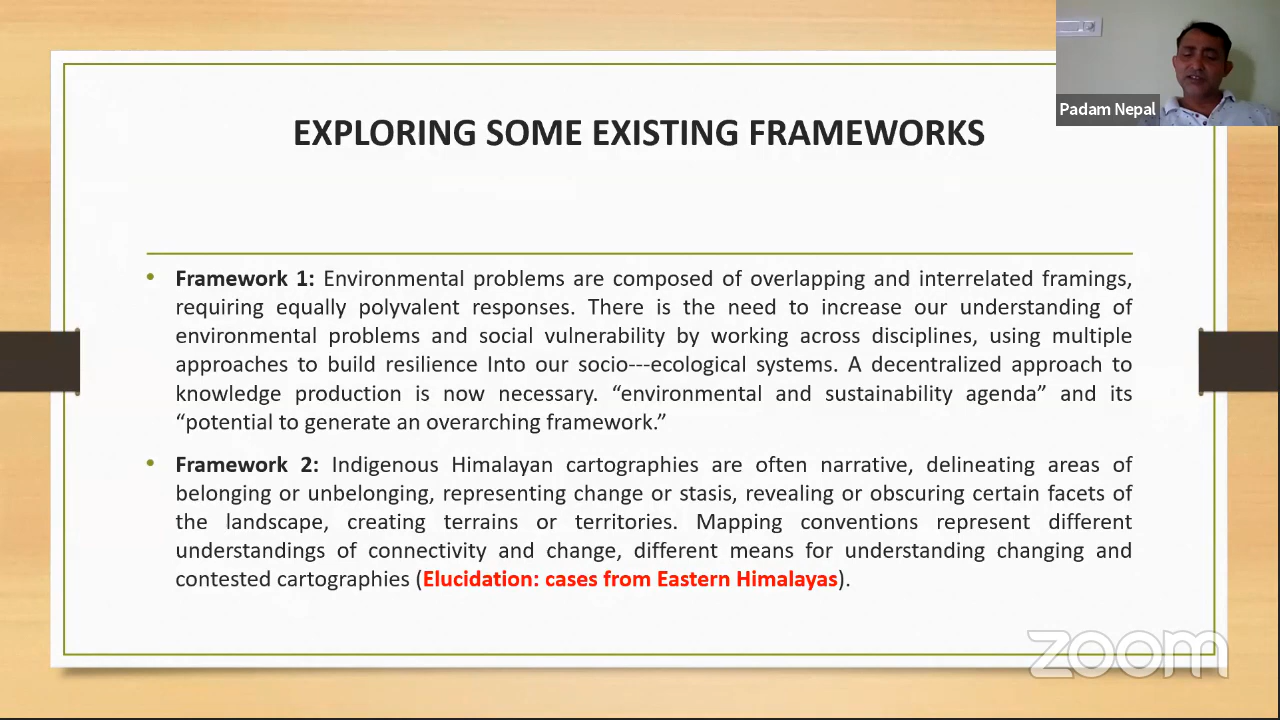 Padam Nepal
EXPLORING SOME EXISTING FRAMEWORKS
• Framework 1: Environmental problems are composed of overlapping and interrelated framings,
requiring equally polyvalent responses. There is the need to increase our understanding of
environmental problems and social vulnerability by working across disciplines, using multiple
approaches to build resilience Into our socio---ecological systems. A decentralized approach to
knowledge production is now necessary. “environmental and sustainability agenda” and its
“potential to generate an overarching framework.”
• Framework 2: Indigenous Himalayan cartographies are often narrative, delineating areas of
belonging or unbelonging, representing change or stasis, revealing or obscuring certain facets of
the landscape, creating terrains or territories. Mapping conventions represent different
understandings of connectivity and change, different means for understanding changing and
contested cartographies (Elucidation: cases from Eastern Himalayas).
zoom